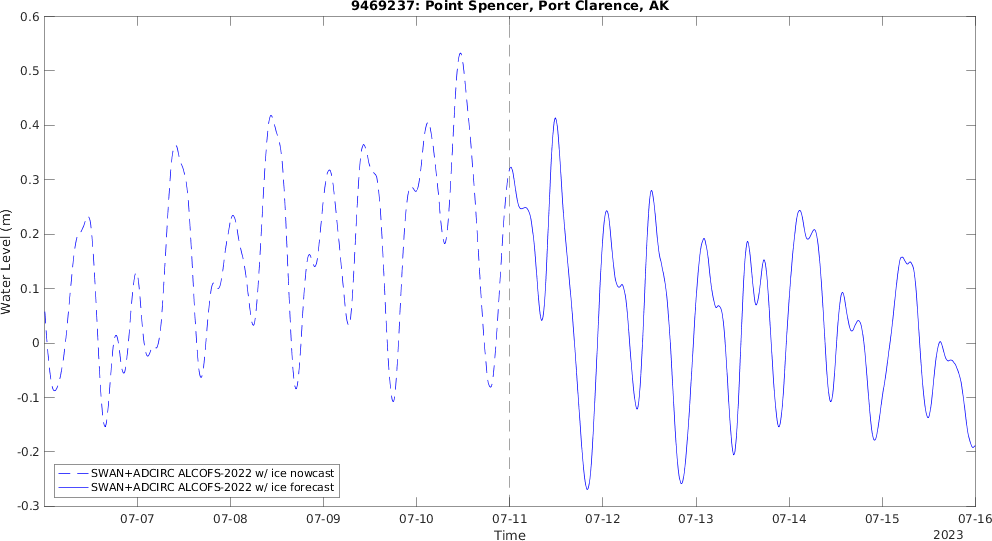 9469237: Point Spencer, Port Clarence, AK
Water Level (m)
0.6
0.5
0.4
0.3
0.2
0.1
0
-0.1
-0.2
-0.3
SWAN+ADCIRC ALCOFS-2022 w/ ice nowcast
SWAN+ADCIRC ALCOFS-2022 w/ ice forecast
07-07 07-08 07-09 07-10 07-11 07-12 07-13 07-14 07-15 07-16
Time
2023